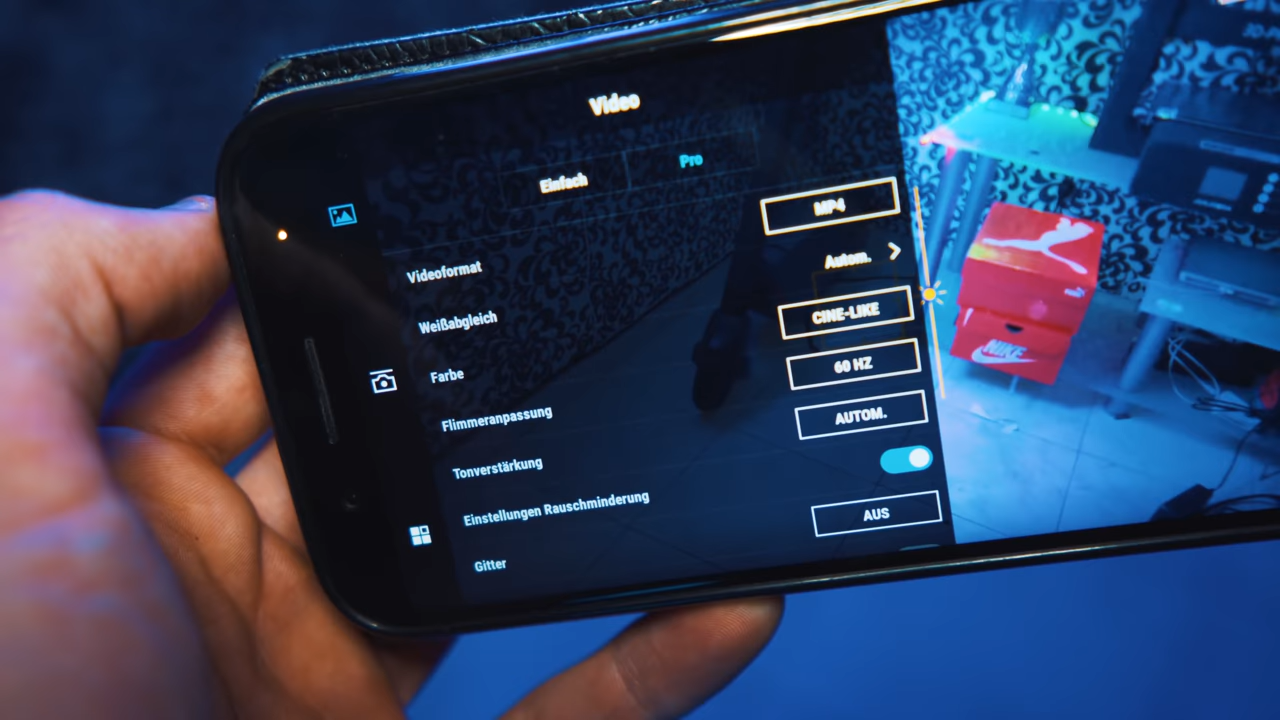 Video
Einfach Pro
Videoformat MP4
Weißabgleich Autom.
Farbe CINE-LIKE
Flimmeranpassung 60 HZ
Tonverstärkung AUTOM.
Einstellungen Rauschminderung
Gitter AUS
NIKE